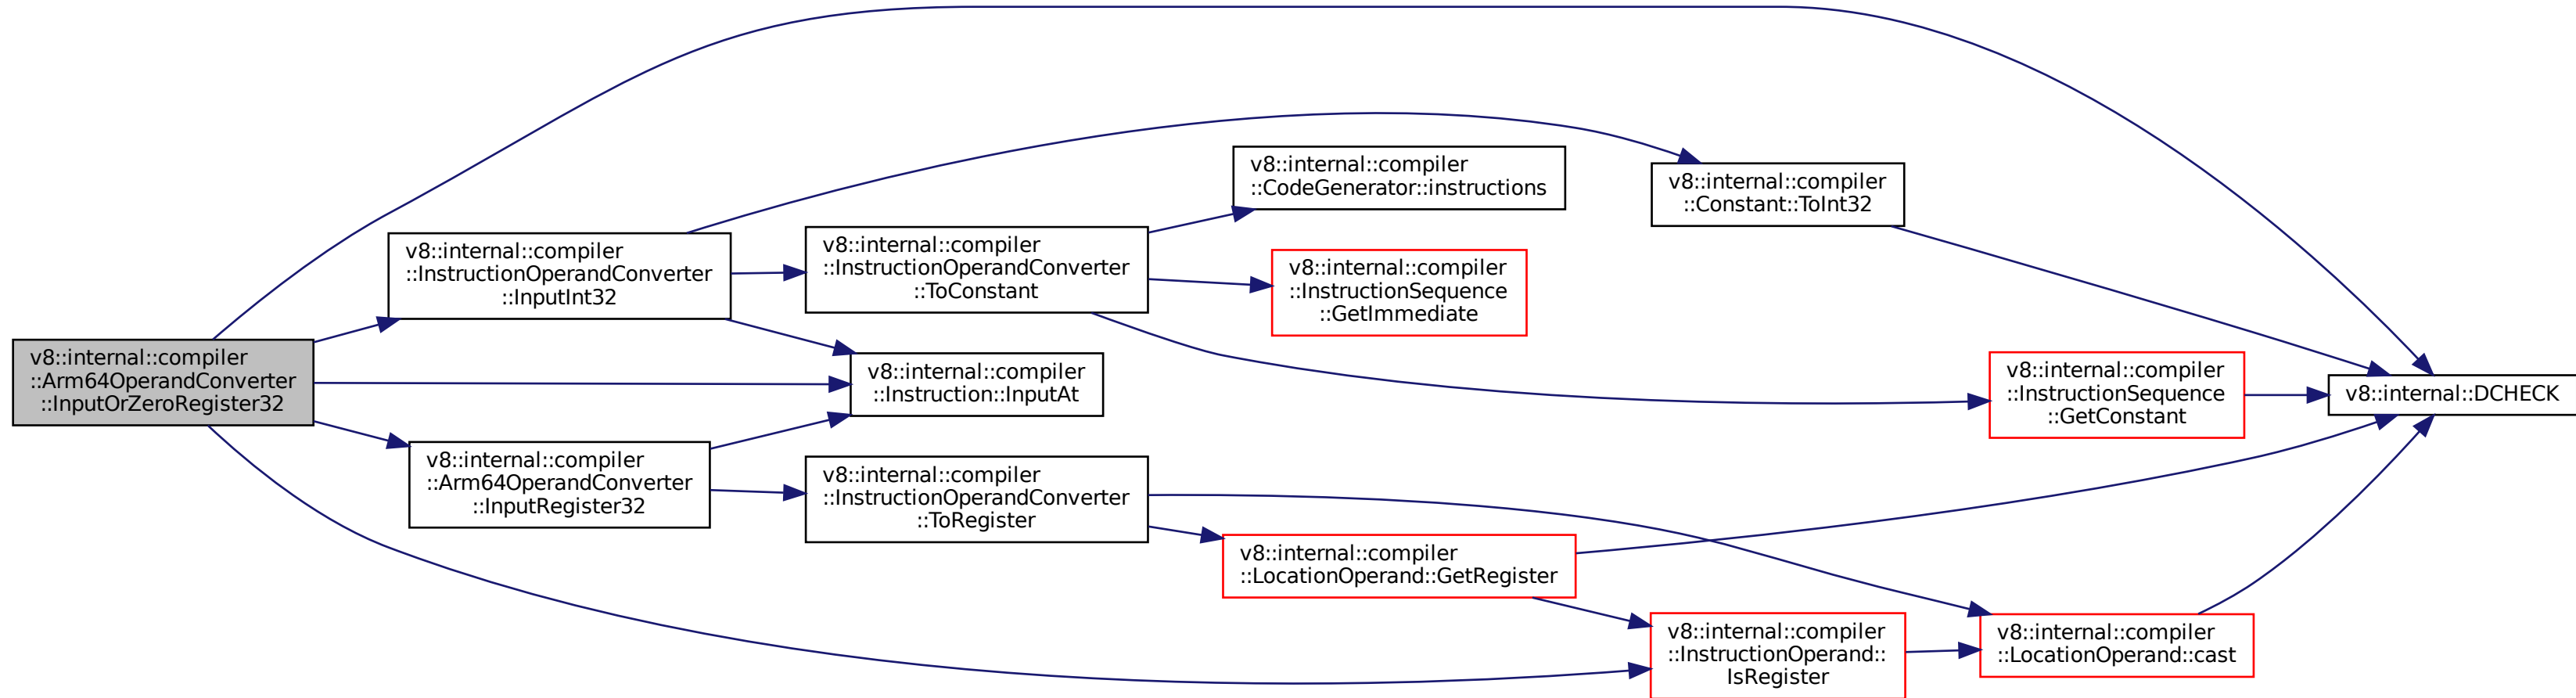 v8::internal::compiler
::Arm64OperandConverter
::InputOrZeroRegister32
v8::internal::compiler
::InstructionOperandConverter
::InputInt32
v8::internal::compiler
::Arm64OperandConverter
::InputRegister32
v8::internal::compiler
::InstructionOperandConverter
::ToConstant
v8::internal::compiler
::Instruction::InputAt
v8::internal::compiler
::InstructionOperandConverter
::ToRegister
v8::internal::compiler
::CodeGenerator::instructions
v8::internal::compiler
::InstructionSequence
::GetImmediate
v8::internal::compiler
::LocationOperand::GetRegister
v8::internal::compiler
::Constant::ToInt32
v8::internal::compiler
::InstructionOperand::
IsRegister
v8::internal::compiler
::InstructionSequence
::GetConstant
v8::internal::compiler
::LocationOperand::cast
v8::internal::DCHECK